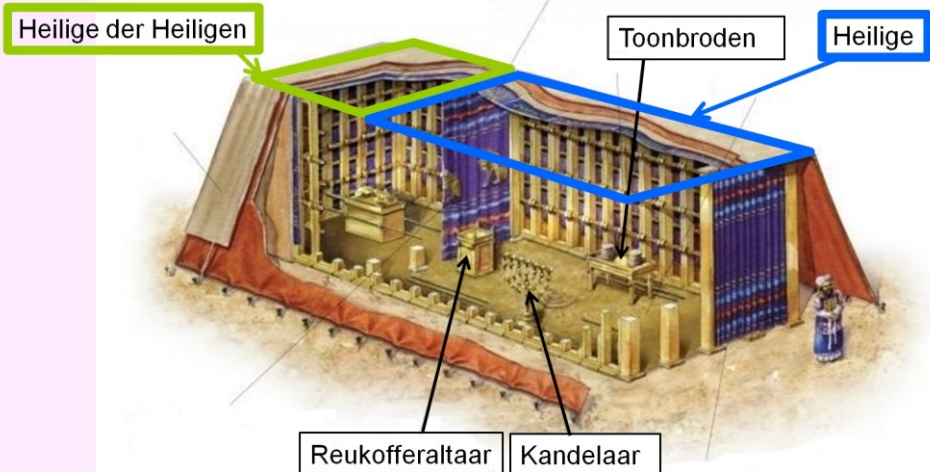 Heilige der Heiligen
Toonbroden
Heilige
Reukofferaltaar
Kandelaar